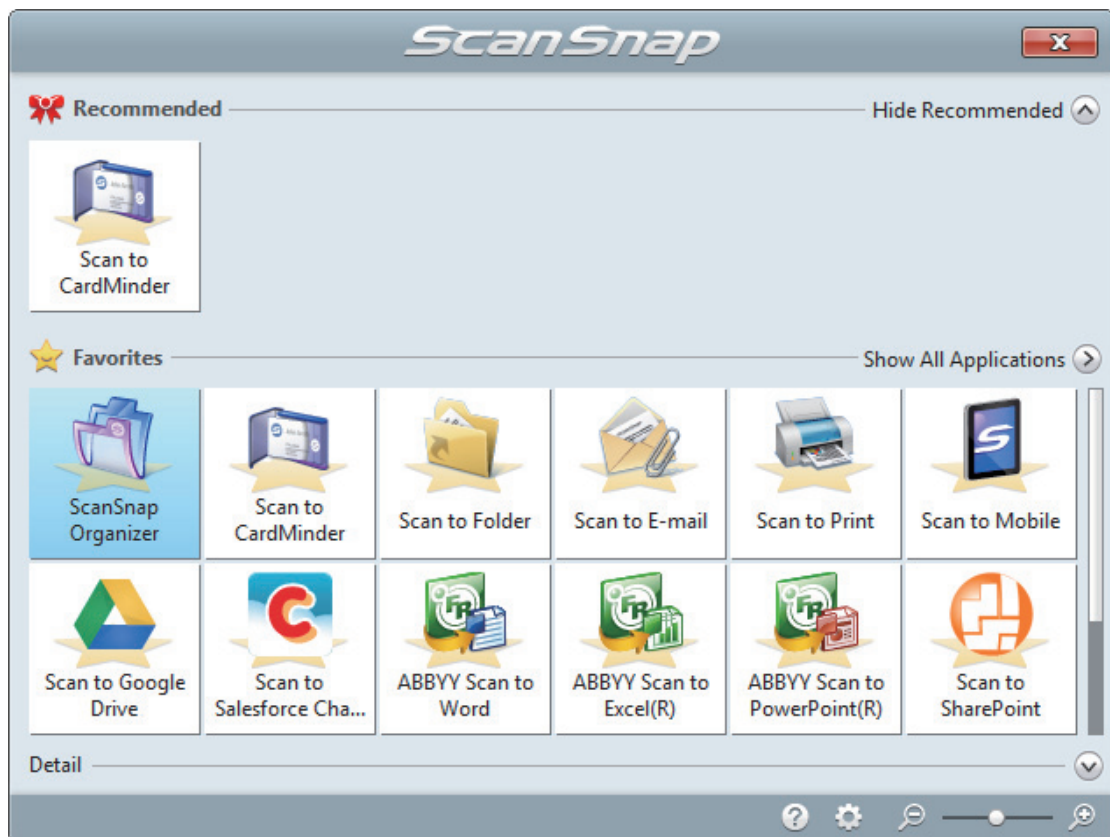 ScanSnap
Recommended
Hide Recommended
Scan to
CardMinder
Favorites
Show All Applications
ScanSnap
Organizer
Scan to
CardMinder
Scan to Folder
Scan to E-mail
Scan to Print
Scan to Mobile
Scan to Google
Drive
Scan to
Salesforce Cha...
ABBYY Scan to
Word
ABBYY Scan to
Excel(R)
ABBYY Scan to
PowerPoint(R)
Scan to
SharePoint
Detail